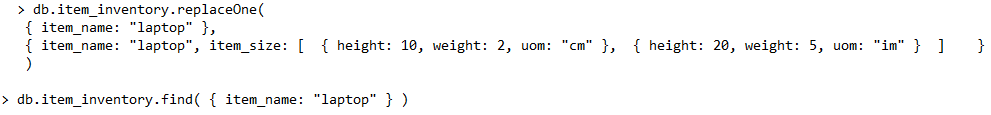 > db.item_inventory.replaceOne(
{ item_name: "laptop" },
{ item_name: "laptop", item_size: [ { height: 10, weight: 2, uom: "cm" }, { height: 20, weight: 5, uom: "im" } ] }
)
> db.item_inventory.find( { item_name: "laptop" } )